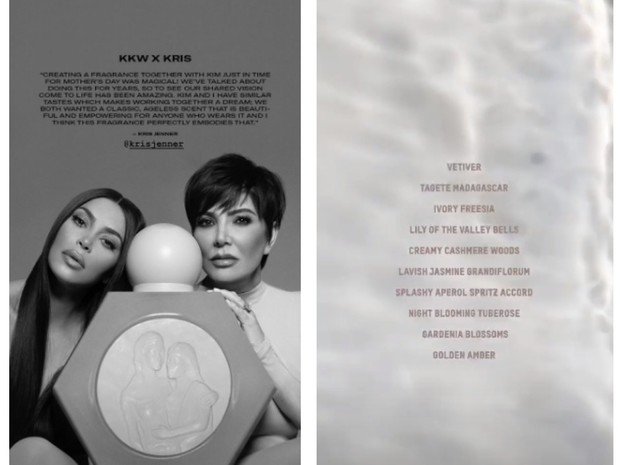 KKW X KRIS
"CREATING A FRAGRANCE TOGETHER WITH KIM JUST IN TIME
FOR MOTHER'S DAY WAS MAGICAL! WE'VE TALKED ABOUT
DOING THIS FOR YEARS, SO TO SEE OUR SHARED VISION
COME TO LIFE HAS BEEN AMAZING. KIM AND I HAVE SIMILAR
TASTES WHICH MAKES WORKING TOGETHER A DREAM; WE
BOTH WANTED A CLASSIC, AGELESS SCENT THAT IS BEAUTI-
FUL AND EMPOWERING FOR ANYONE WHO WEARS IT AND I
THINK THIS FRAGRANCE PERFECTLY EMBODIES THAT."
– KRIS JENNER
@krisjenner
VETIVER
TAGETE MADAGASCAR
IVORY FREESIA
LILY OF THE VALLEY BELLS
CREAMY CASHMERE WOODS
LAVISH JASMINE GRANDIFLORUM
SPLASHY APEROL SPRITZ ACCORD
NIGHT BLOOMING TUBEROSE
GARDENIA BLOSSOMS
GOLDEN AMBER